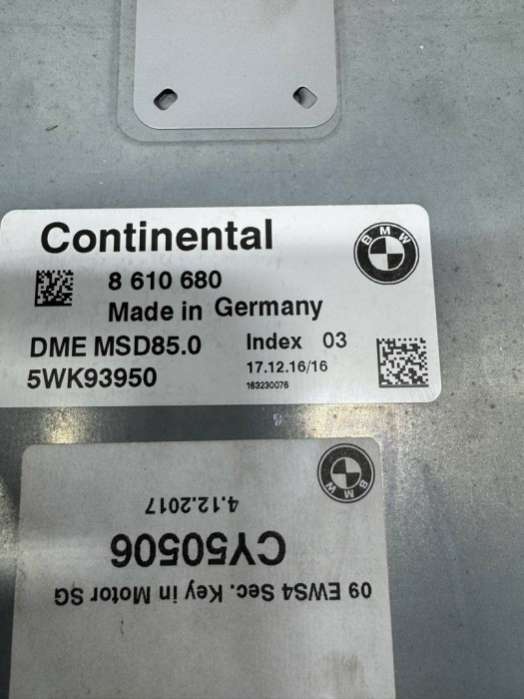 Continental
BMW
8 610 680
Made in Germany
DME MSD85.0
Index 03
5WK93950
17.12.16/16
163230076
09 EWS4 Sec. Key in Motor SG
CY50506
4.12.2017
BMW